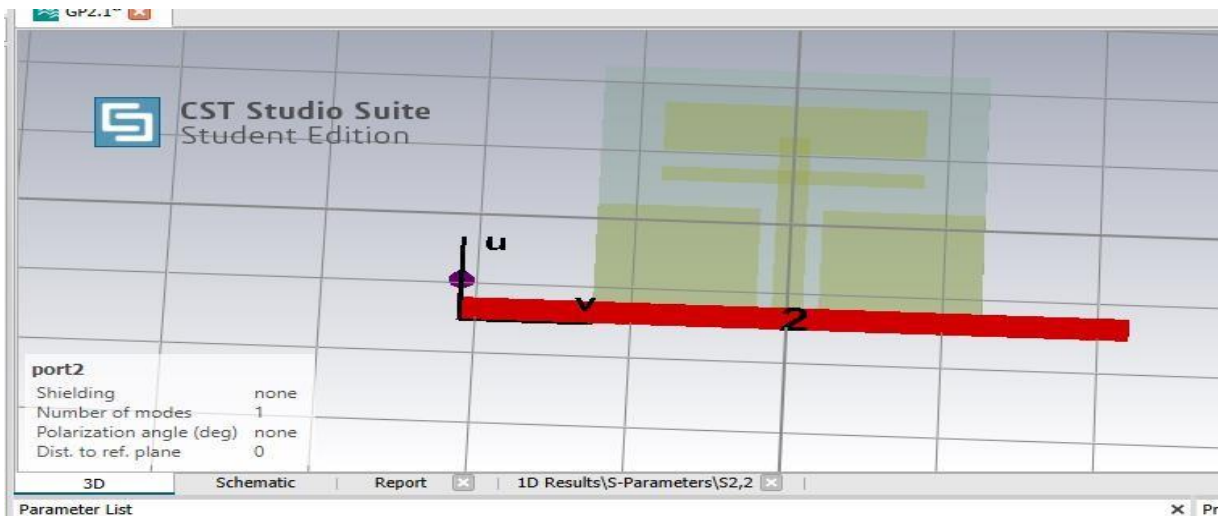 GP2.1*
CST Studio Suite
Student Edition
u
v
2
port2
Shielding none
Number of modes 1
Polarization angle (deg) none
Dist. to ref. plane 0
3D Schematic Report 1D Results\S-Parameters\S2,2
Parameter List Pr